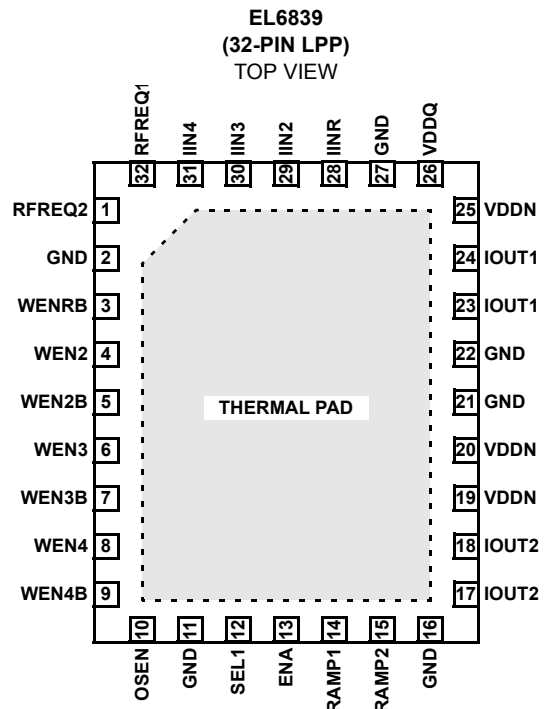 EL6839
(32-PIN LPP)
TOP VIEW
RFREQ1
IIN4
IIN3
IIN2
IINR
GND
VDDQ
32
31
30
29
28
27
26
RFREQ2 1
GND 2
WENRB 3
WEN2 4
WEN2B 5
WEN3 6
WEN3B 7
WEN4 8
WEN4B 9
THERMAL PAD
25 VDDN
24 IOUT1
23 IOUT1
22 GND
21 GND
20 VDDN
19 VDDN
18 IOUT2
17 IOUT2
10
11
12
13
14
15
16
OSEN
GND
SEL1
ENA
RAMP1
RAMP2
GND